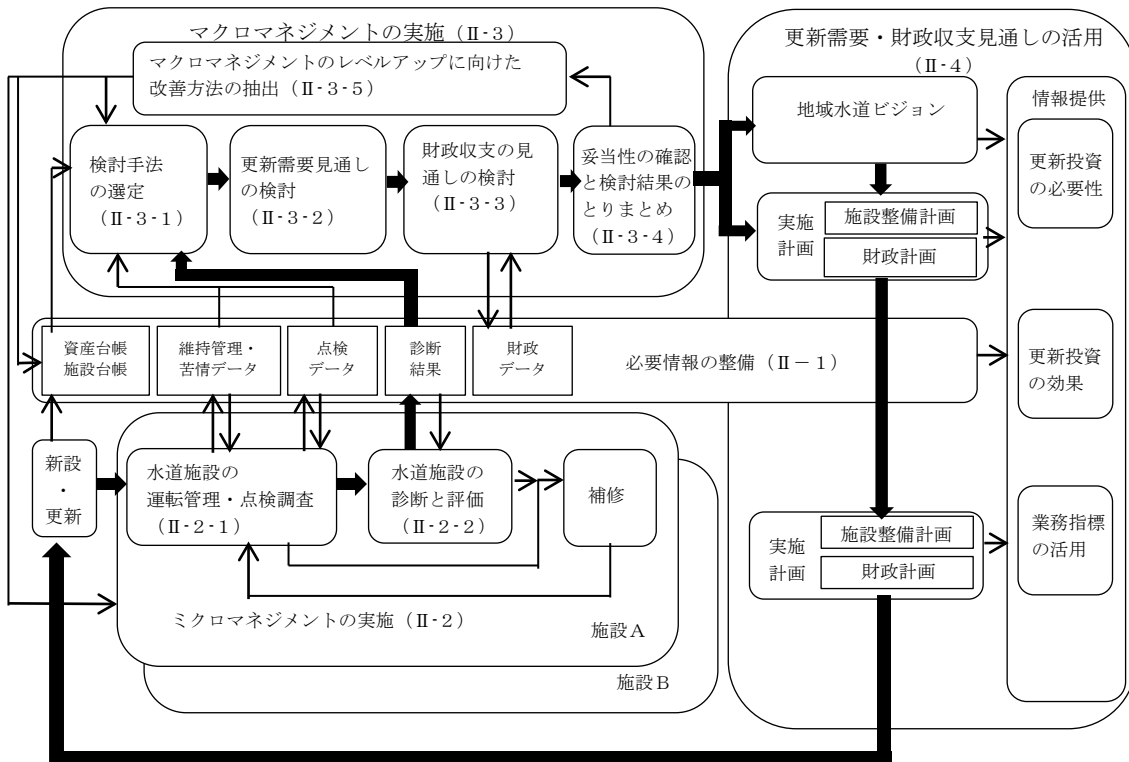 マクロマネジメントの実施(Ⅱ-3)
マクロマネジメントのレベルアップに向けた
改善方法の抽出(Ⅱ-3-5)
検討手法
の選定
(Ⅱ-3-1)
更新需要見通し
の検討
(Ⅱ-3-2)
財政収支の見
通しの検討
(Ⅱ-3-3)
妥当性の確認
と検討結果の
とりまとめ
(Ⅱ-3-4)
更新需要・財政収支見通しの活用
(Ⅱ-4)
地域水道ビジョン
実施
計画
施設整備計画
財政計画
情報提供
更新投資
の必要性
更新投資
の効果
業務指標
の活用
資産台帳
施設台帳
維持管理・
苦情データ
点検
データ
診断
結果
財政
データ
必要情報の整備(Ⅱ－1)
新設
・
更新
水道施設の
運転管理・点検調査
(Ⅱ-2-1)
水道施設の
診断と評価
(Ⅱ-2-2)
補修
ミクロマネジメントの実施(Ⅱ-2)
施設A
施設B
実施
計画
施設整備計画
財政計画